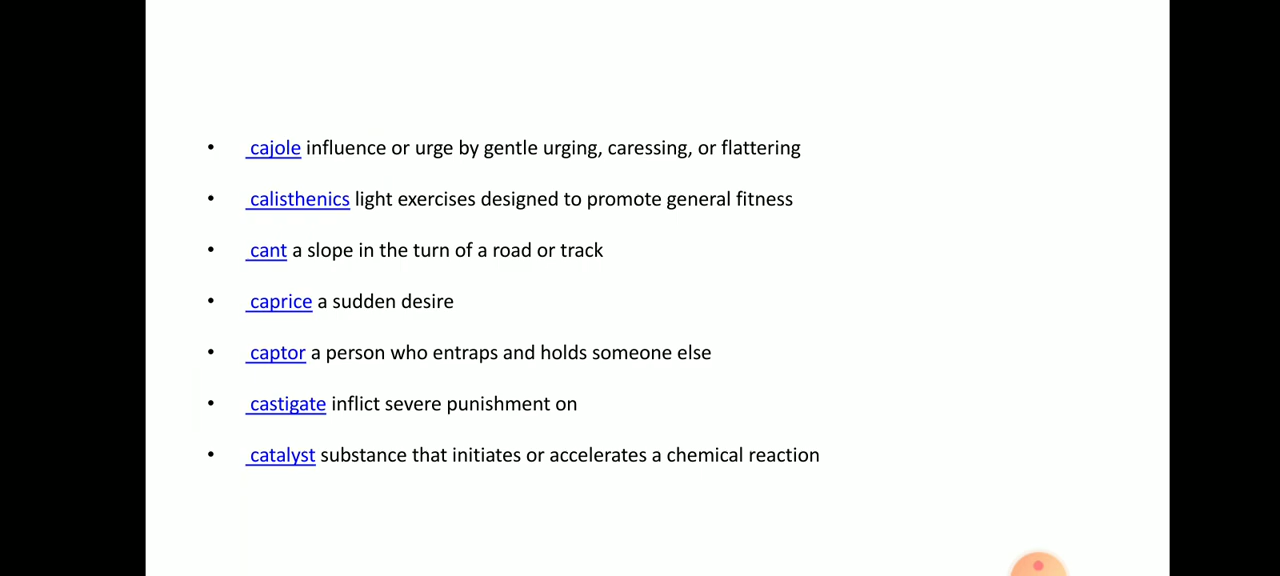 • cajole influence or urge by gentle urging, caressing, or flattering
• calisthenics light exercises designed to promote general fitness
• cant a slope in the turn of a road or track
• caprice a sudden desire
• captor a person who entraps and holds someone else
• castigate inflict severe punishment on
• catalyst substance that initiates or accelerates a chemical reaction